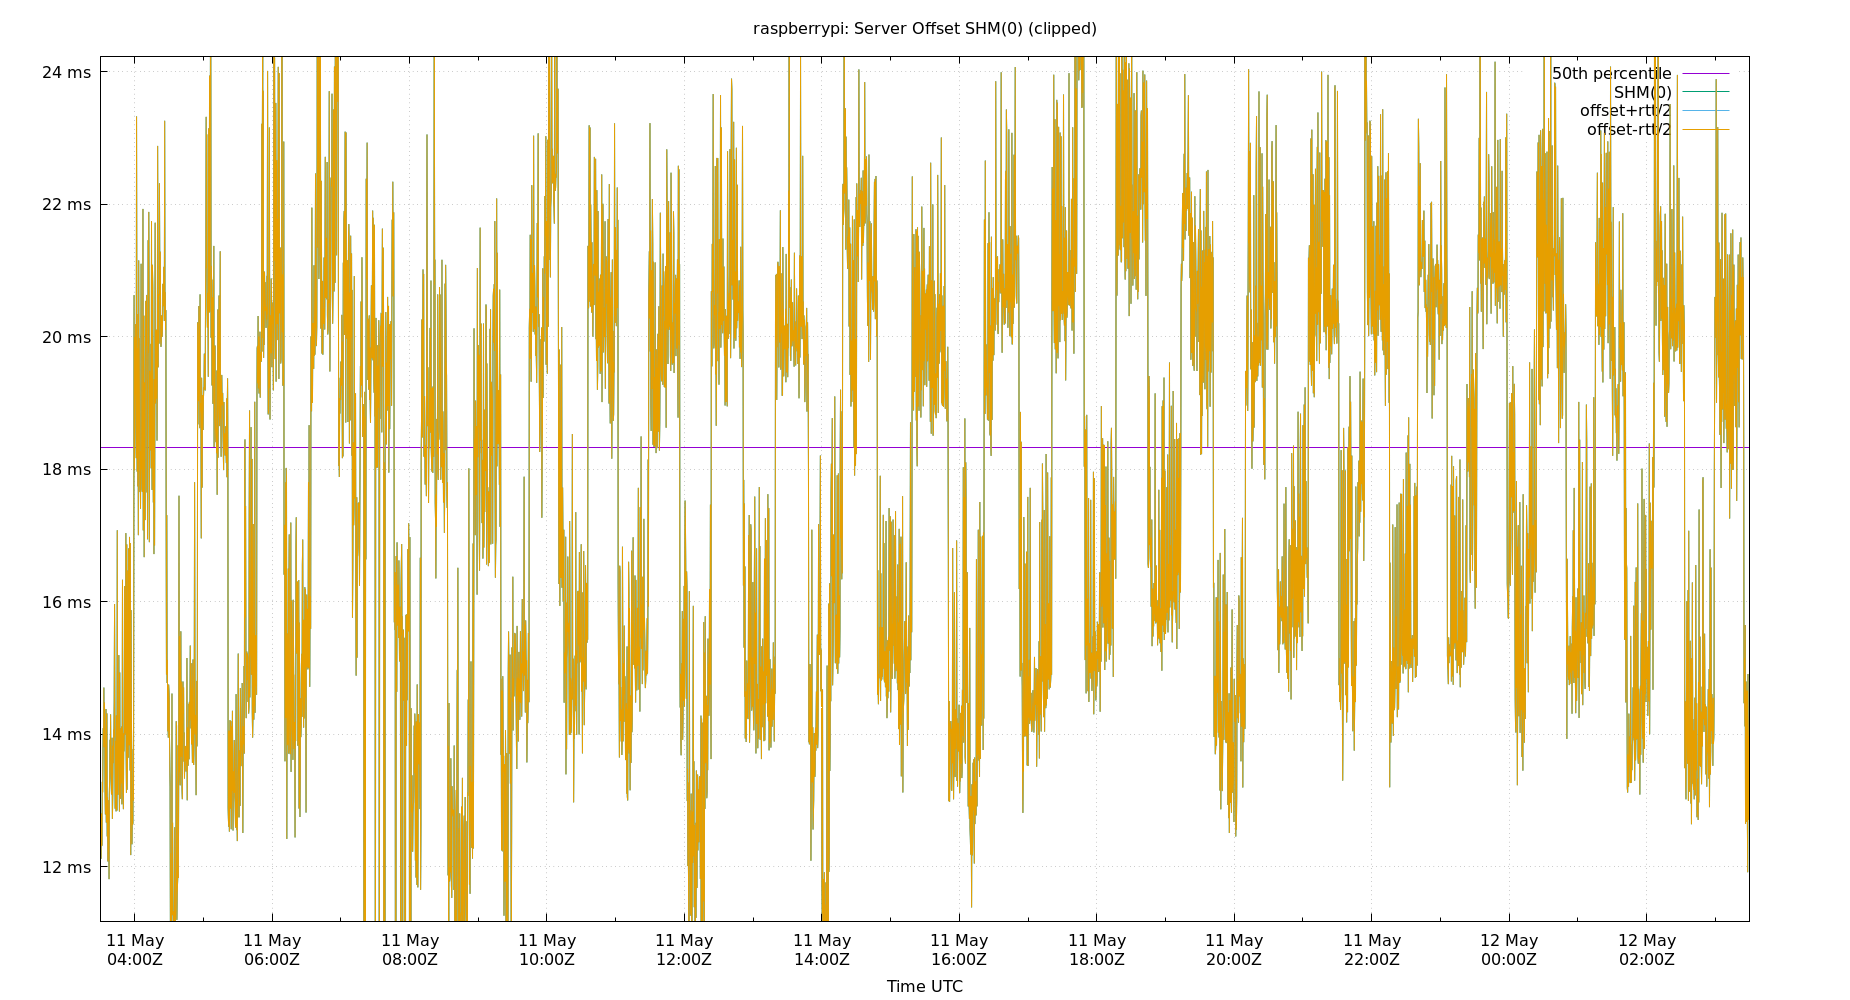 raspberrypi: Server Offset SHM(0) (clipped)
24 ms
22 ms
20 ms
18 ms
16 ms
14 ms
12 ms
50th percentile
SHM(0)
offset+rtt/2
offset-rtt/2
11 May 11 May 11 May 11 May 11 May 11 May 11 May 11 May 11 May 11 May 12 May 12 May
04:00Z 06:00Z 08:00Z 10:00Z 12:00Z 14:00Z 16:00Z 18:00Z 20:00Z 22:00Z 00:00Z 02:00Z
Time UTC